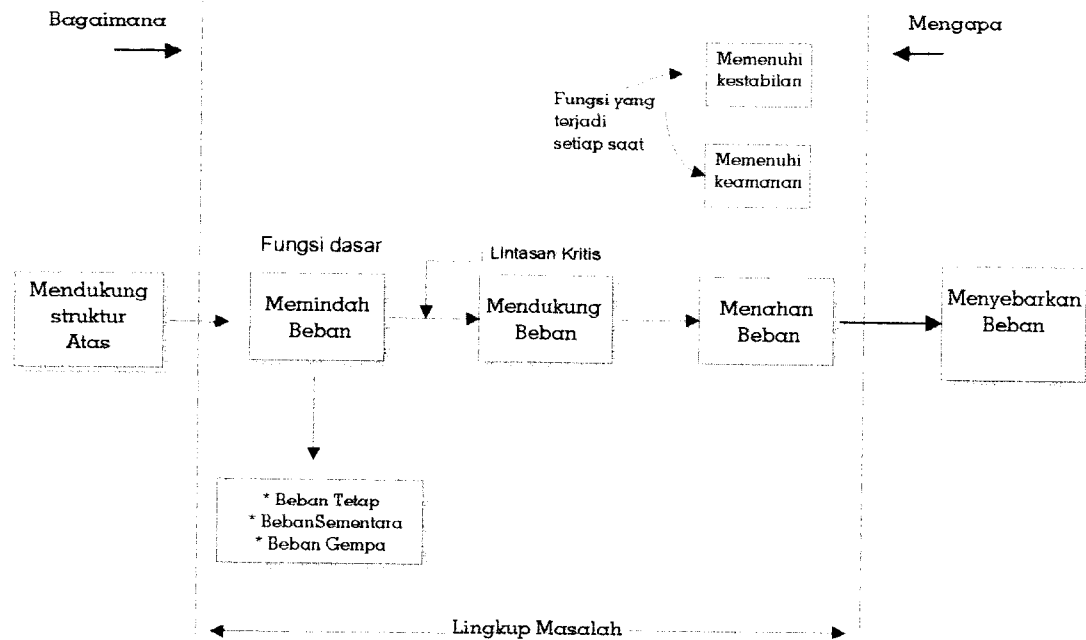 Bagaimana
Mengapa
Memenuhi
kestabilan
Fungsi yang
terjadi
setiap saat
Memenuhi
keamanan
Fungsi dasar
Lintasan Kritis
Mendukung
struktur
Atas
Memindah
Beban
Mendukung
Beban
Menahan
Beban
Menyebarkan
Beban
* Beban Tetap
* BebanSementara
* Beban Gempa
Lingkup Masalah